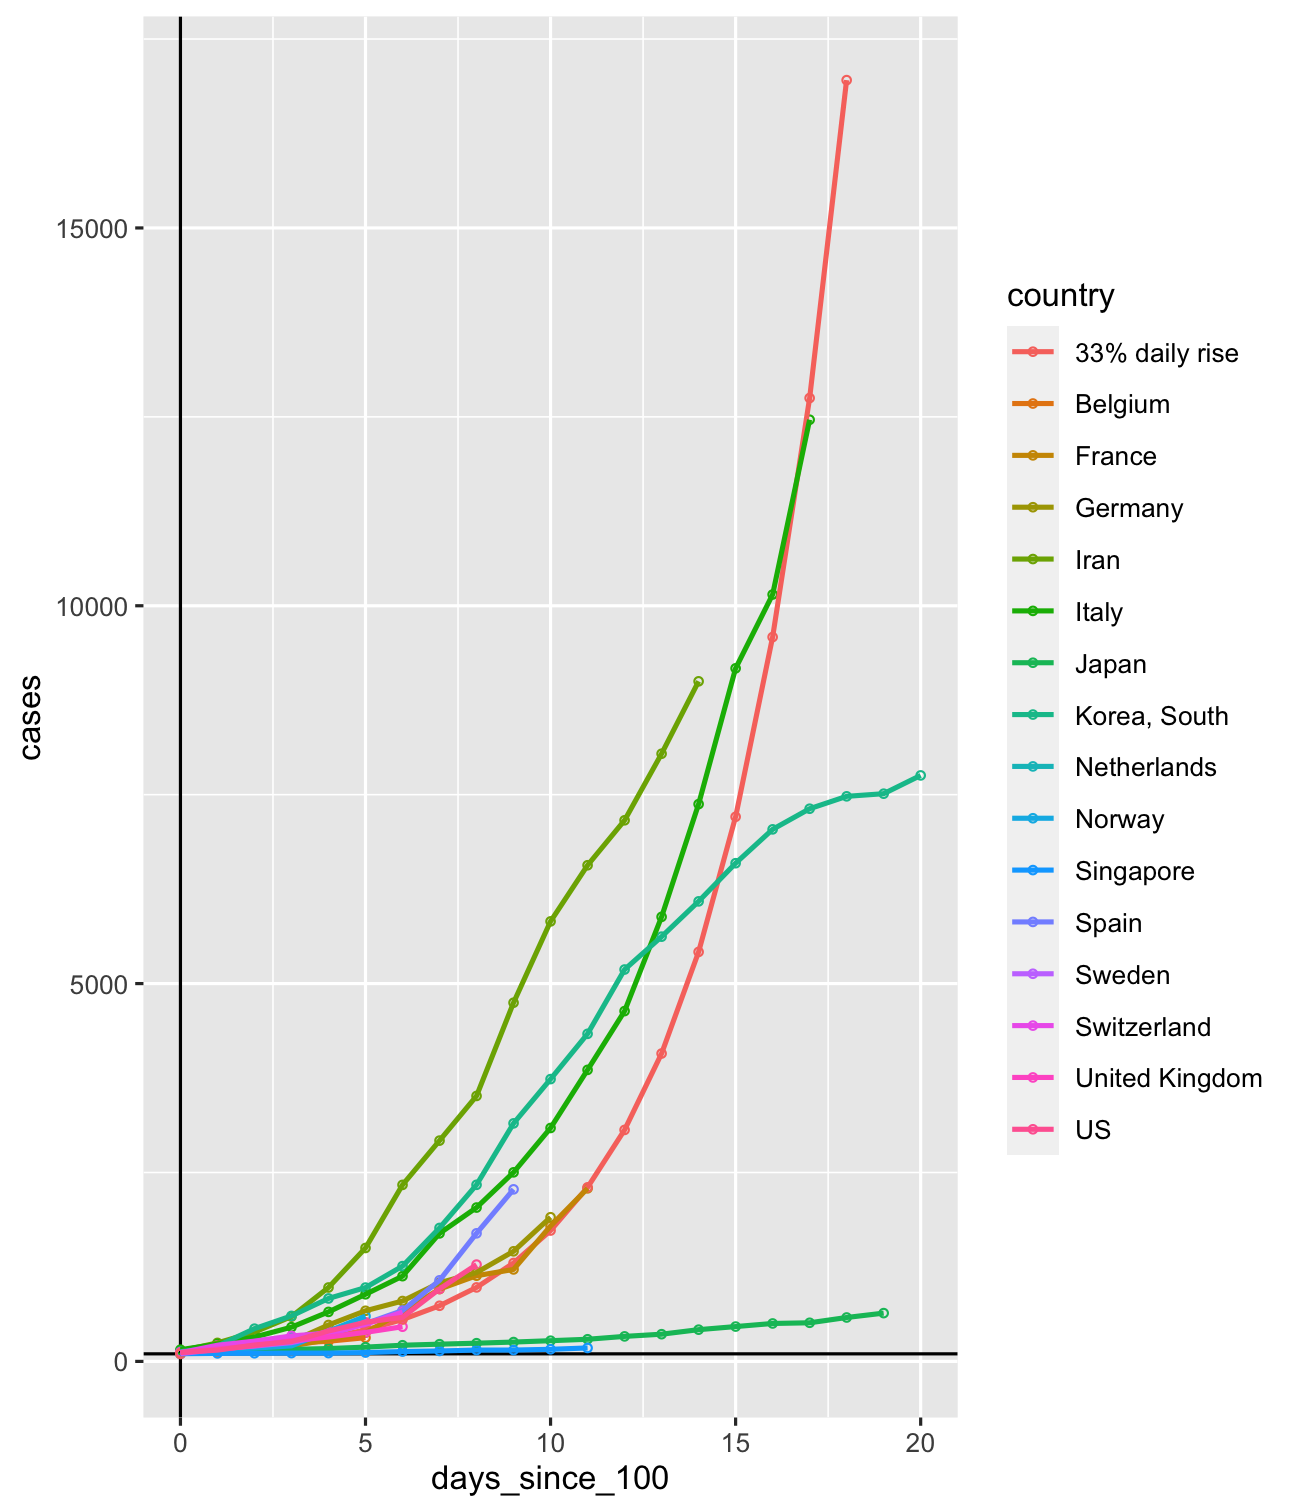 15000
10000
5000
0
cases
0 5 10 15 20
days_since_100
country
33% daily rise
Belgium
France
Germany
Iran
Italy
Japan
Korea, South
Netherlands
Norway
Singapore
Spain
Sweden
Switzerland
United Kingdom
US